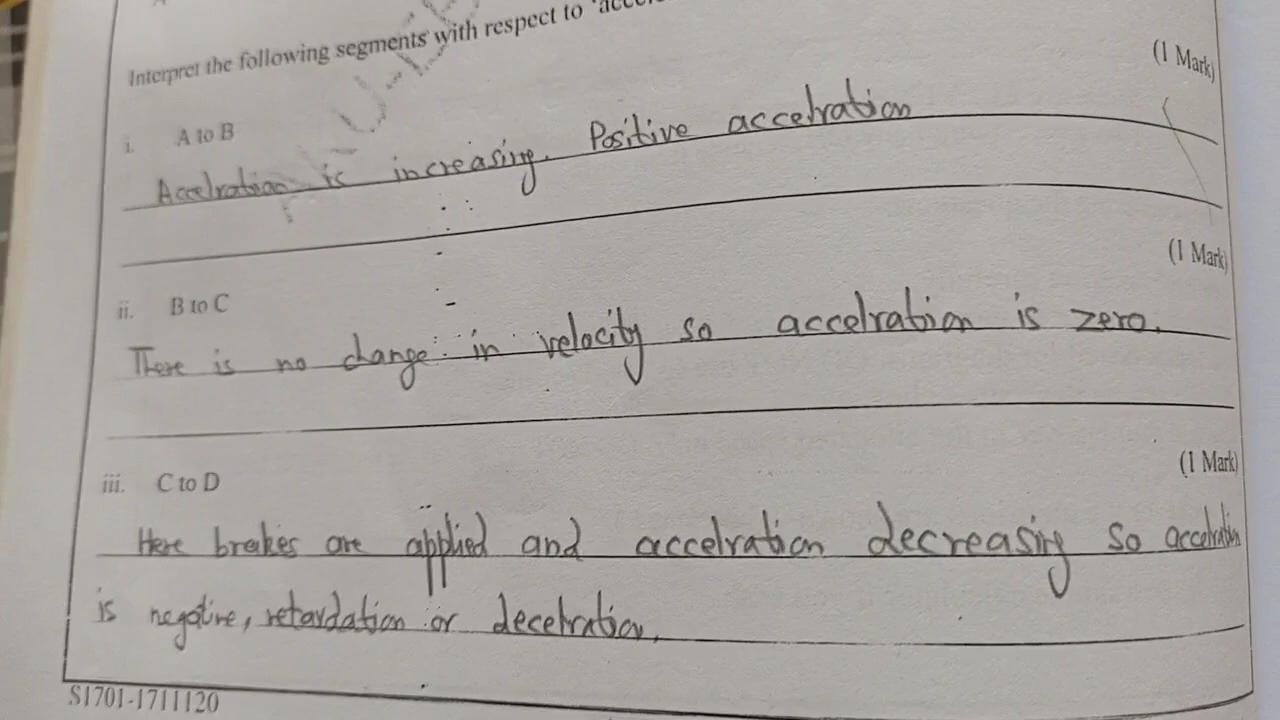 Interpret the following segments with respect to 'accele
(1 Mark)
i. A to B
Accelration is increasing. Positive accelration
(1 Mark)
ii. B to C
There is no change in velocity so accelration is zero.
(1 Mark)
iii. C to D
Here breakes are applied and accelration decreasing so accelration
is negative, retardation or decelration.
S1701-1711120